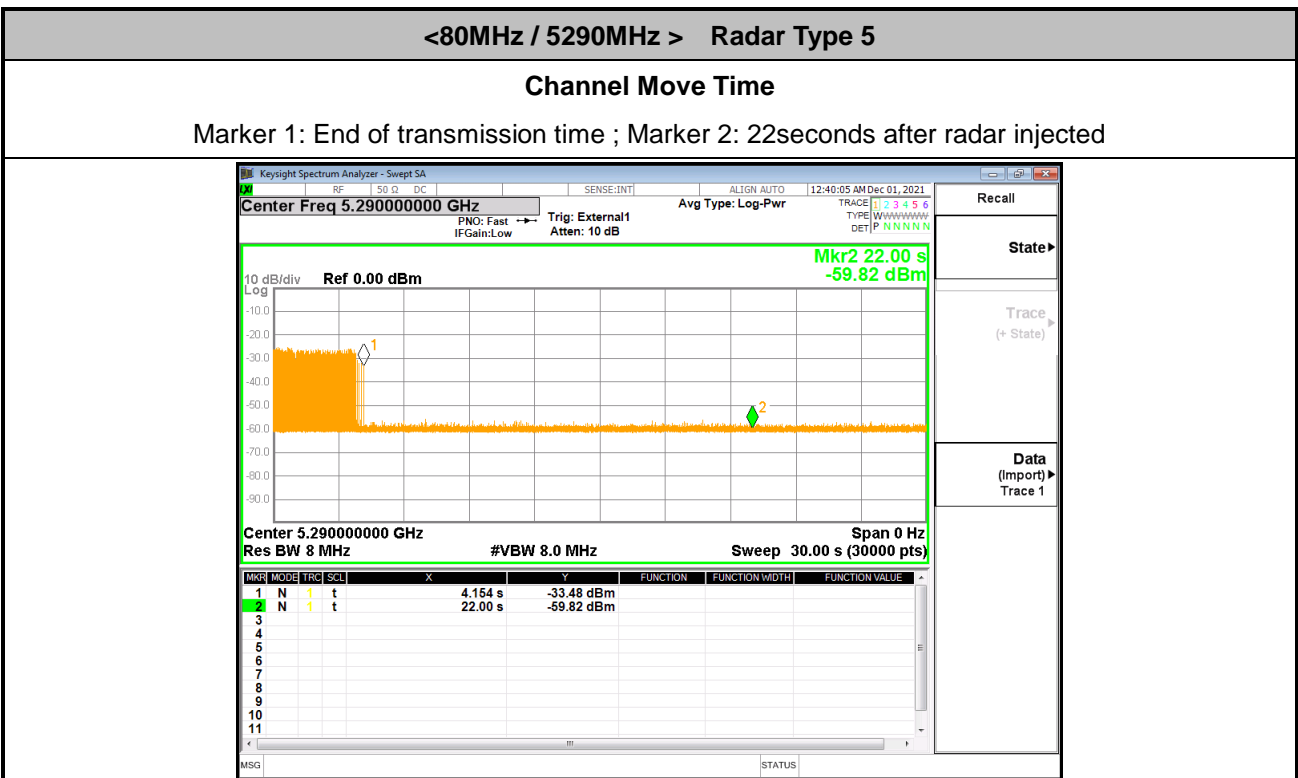 <80MHz / 5290MHz > Radar Type 5
Channel Move Time
Marker 1: End of transmission time ; Marker 2: 22seconds after radar injected
Keysight Spectrum Analyzer - Swept SA
LXI RF 50 Ω DC SENSE:INT ALIGN AUTO 12:40:05 AM Dec 01, 2021
Center Freq 5.290000000 GHz
PNO: Fast
IFGain:Low
Trig: External1
Atten: 10 dB
Avg Type: Log-Pwr
TRACE 1 2 3 4 5 6
TYPE WWWWWW
DET P N N N N N
Recall
State
Trace
(+ State)
Data
(Import)
Trace 1
Mkr2 22.00 s
-59.82 dBm
10 dB/div Ref 0.00 dBm
Log
-10.0
-20.0
-30.0
-40.0
-50.0
-60.0
-70.0
-80.0
-90.0
1
2
Center 5.290000000 GHz Span 0 Hz
Res BW 8 MHz #VBW 8.0 MHz Sweep 30.00 s (30000 pts)
MKR MODE TRC SCL X Y FUNCTION FUNCTION WIDTH FUNCTION VALUE
1 N 1 t 4.154 s -33.48 dBm
2 N 1 t 22.00 s -59.82 dBm
3
4
5
6
7
8
9
10
11
MSG STATUS